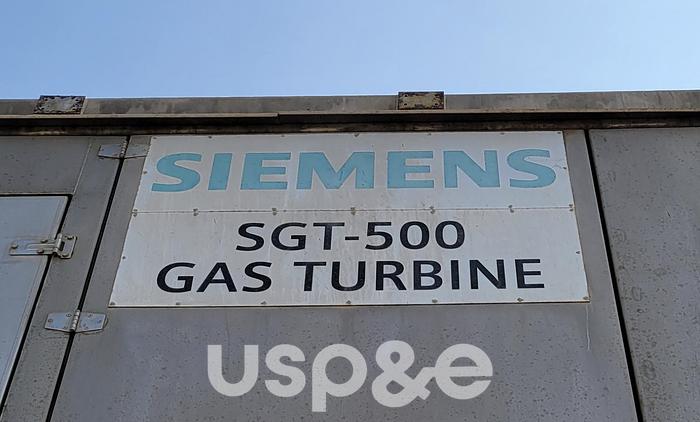 SIEMENS
SGT-500
GAS TURBINE
usp&e